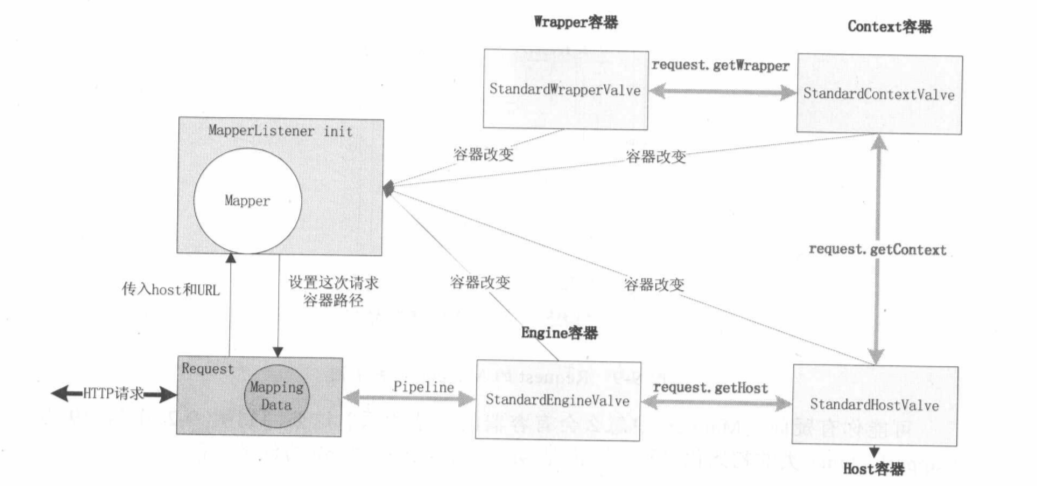 Wrapper容器
Context容器
request.getWrapper
StandardWrapperValve
StandardContextValve
MapperListener init
容器改变
容器改变
Mapper
request.getContext
传入host和URL
设置这次请求
容器路径
容器改变
容器改变
Engine容器
Request
Mapping
Data
HTTP请求
Pipeline
StandardEngineValve
request.getHost
StandardHostValve
Host容器